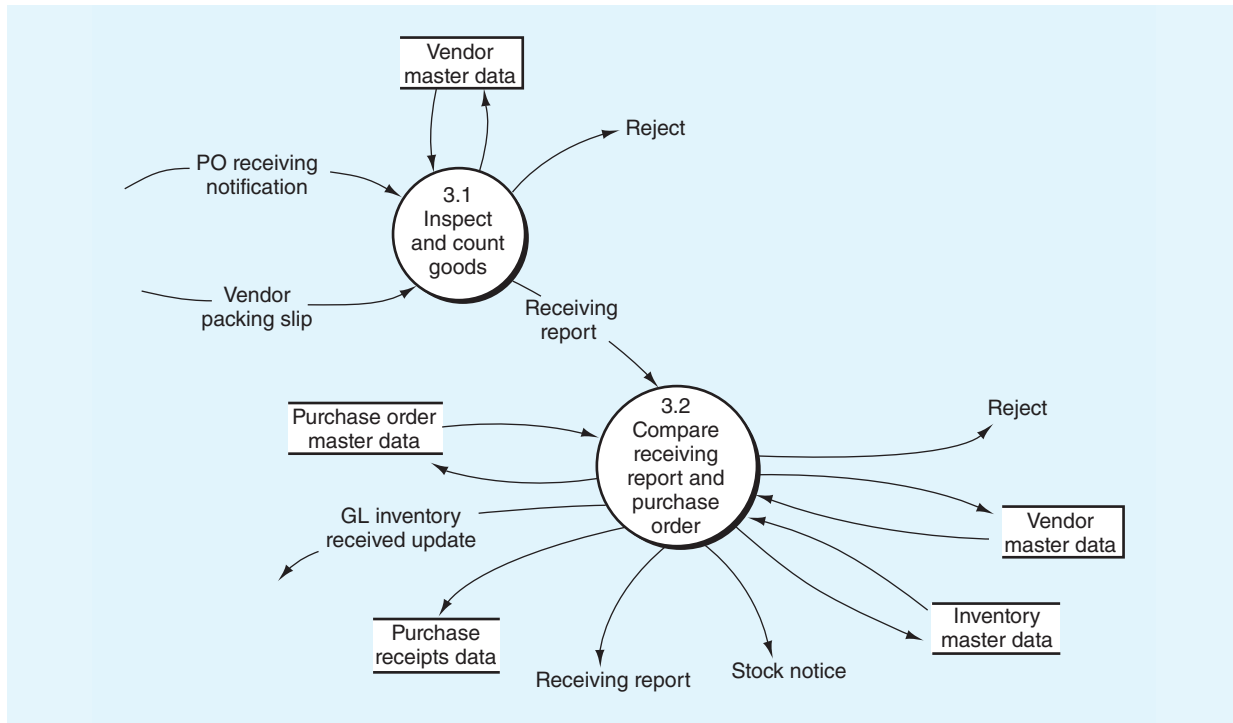 Vendor
master data
Reject
PO receiving
notification
3.1
Inspect
and count
goods
Vendor
packing slip
Receiving
report
Purchase order
master data
3.2
Compare
receiving
report and
purchase
order
Reject
GL inventory
received update
Vendor
master data
Purchase
receipts data
Receiving report
Stock notice
Inventory
master data